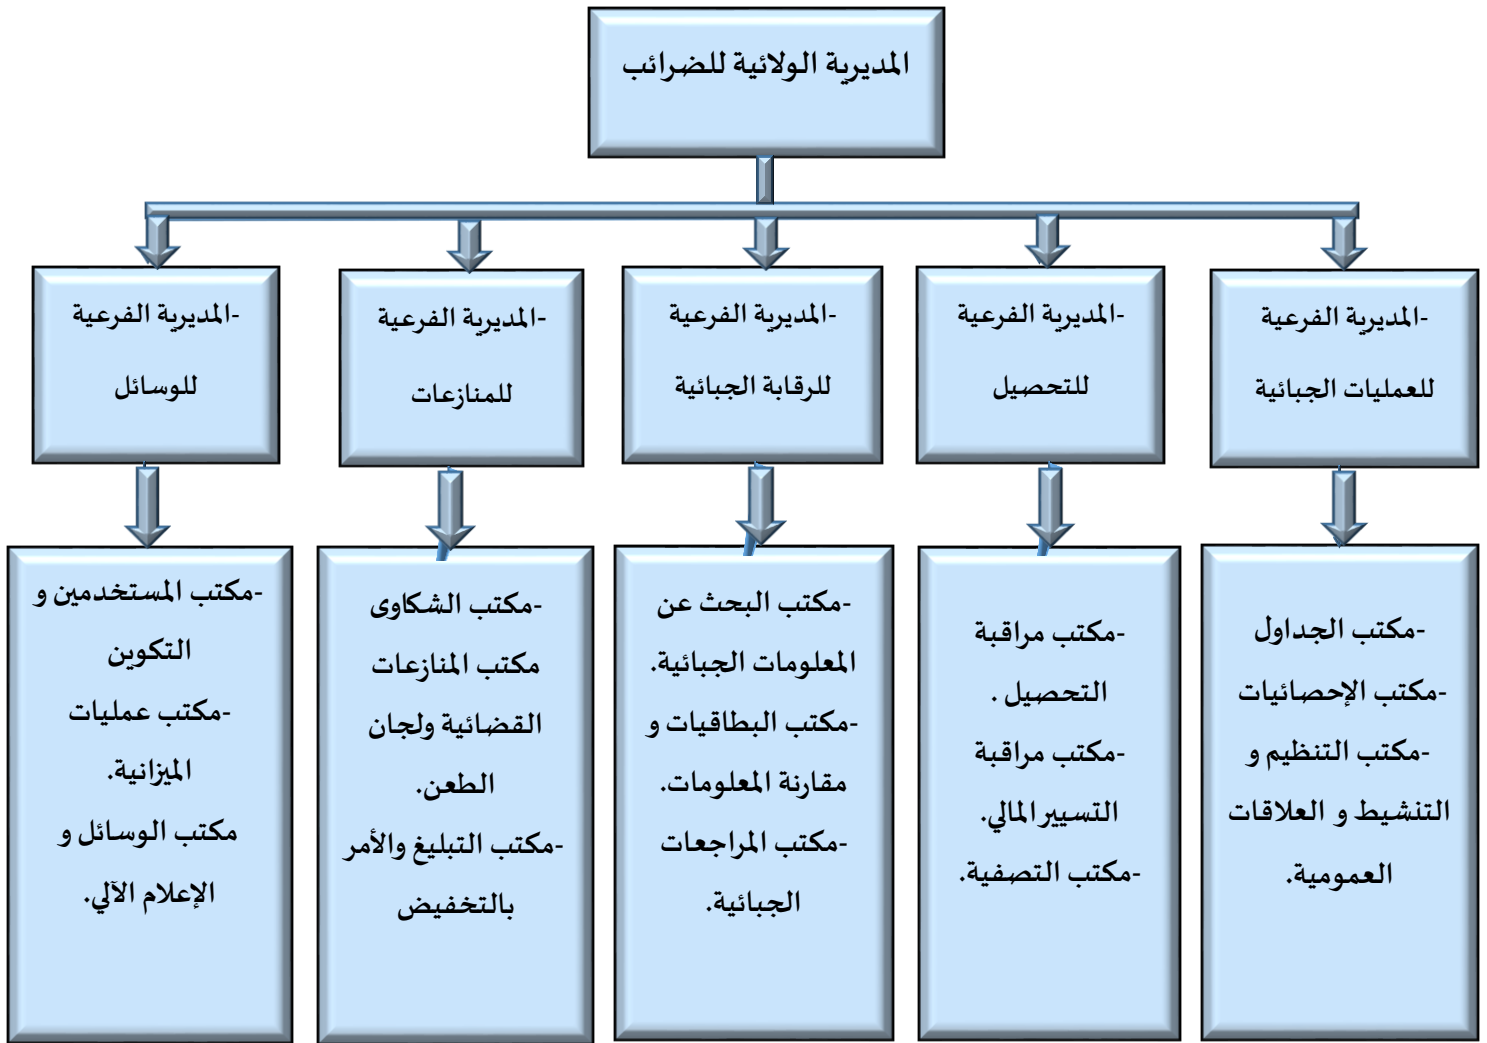 المديرية الولائية للضرائب
-المديرية الفرعية
للعمليات الجبائية
-المديرية الفرعية
للتحصيل
-المديرية الفرعية
للرقابة الجبائية
-المديرية الفرعية
للمنازعات
-المديرية الفرعية
للوسائل
-مكتب الجداول
-مكتب الإحصائيات
-مكتب التنظيم و
التنشيط و العلاقات
العمومية.
-مكتب مراقبة
التحصيل .
-مكتب مراقبة
التسيير المالي.
-مكتب التصفية.
-مكتب البحث عن
المعلومات الجبائية.
-مكتب البطاقيات و
مقارنة المعلومات.
-مكتب المراجعات
الجبائية.
-مكتب الشكاوى
مكتب المنازعات
القضائية ولجان
الطعن.
-مكتب التبليغ والأمر
بالتخفيض
-مكتب المستخدمين و
التكوين
-مكتب عمليات
الميزانية.
مكتب الوسائل و
الإعلام الآلي.